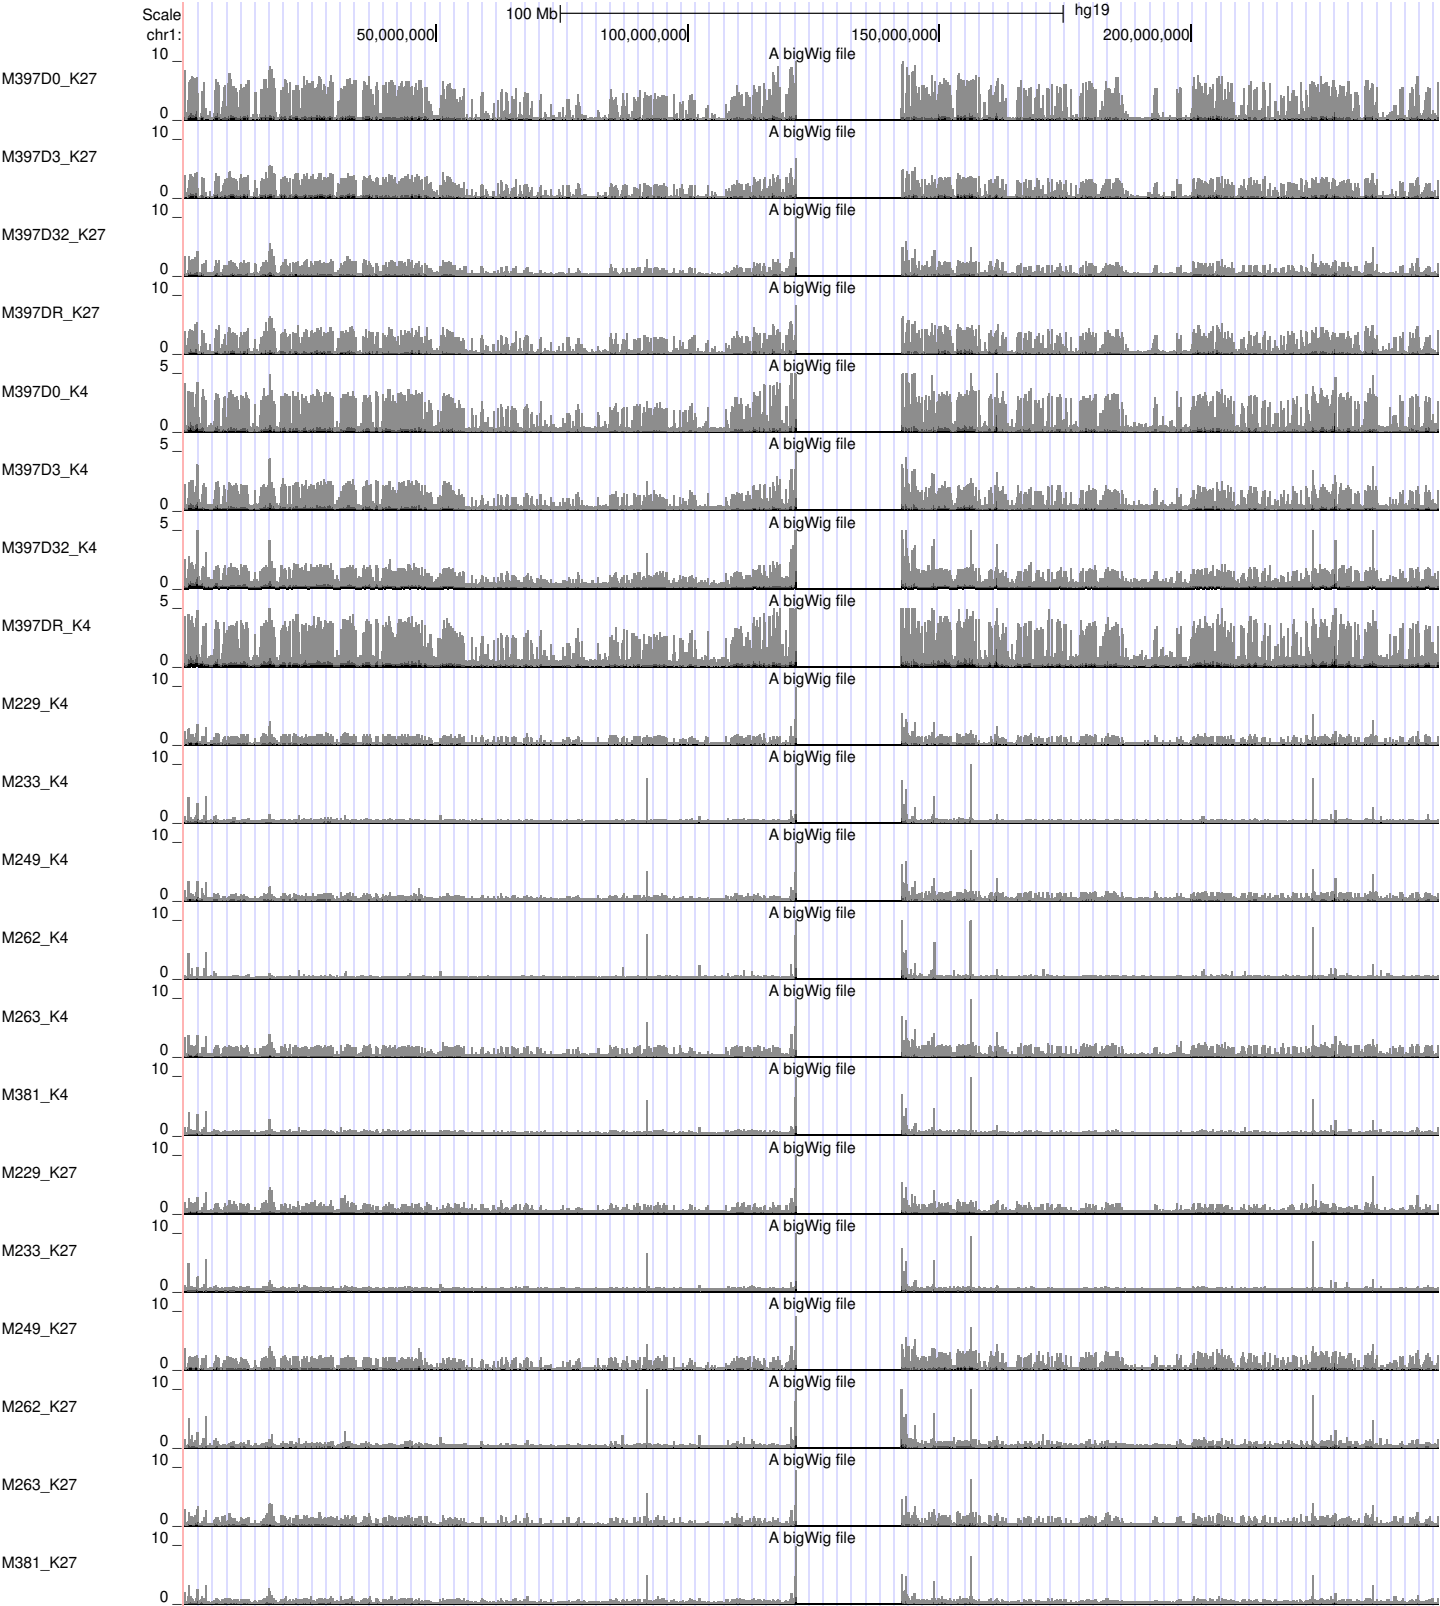 Scale 100 Mb hg19
chr1: 50,000,000 100,000,000 150,000,000 200,000,000
A bigWig file
10 _
M397D0_K27
0 _
A bigWig file
10 _
M397D3_K27
0 _
A bigWig file
10 _
M397D32_K27
0 _
A bigWig file
10 _
M397DR_K27
0 _
A bigWig file
5 _
M397D0_K4
0 _
A bigWig file
5 _
M397D3_K4
0 _
A bigWig file
5 _
M397D32_K4
0 _
A bigWig file
5 _
M397DR_K4
0 _
A bigWig file
10 _
M229_K4
0 _
A bigWig file
10 _
M233_K4
0 _
A bigWig file
10 _
M249_K4
0 _
A bigWig file
10 _
M262_K4
0 _
A bigWig file
10 _
M263_K4
0 _
A bigWig file
10 _
M381_K4
0 _
A bigWig file
10 _
M229_K27
0 _
A bigWig file
10 _
M233_K27
0 _
A bigWig file
10 _
M249_K27
0 _
A bigWig file
10 _
M262_K27
0 _
A bigWig file
10 _
M263_K27
0 _
A bigWig file
10 _
M381_K27
0 _